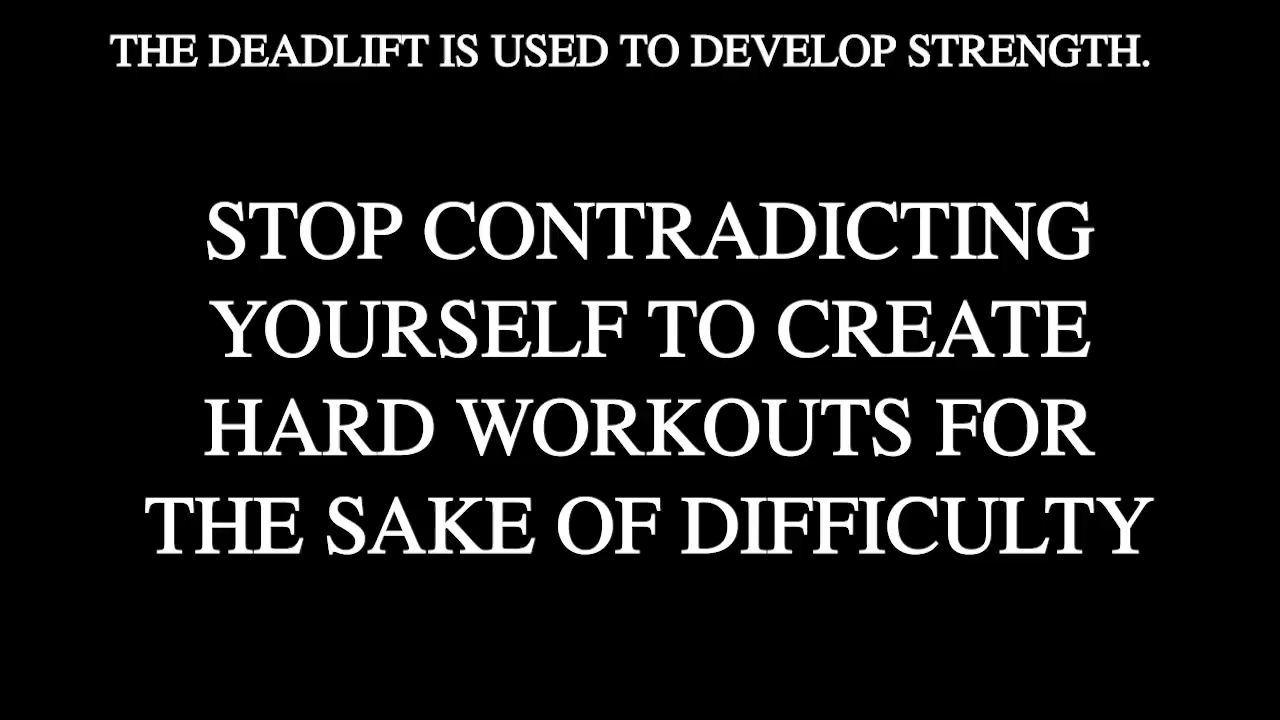 THE DEADLIFT IS USED TO DEVELOP STRENGTH.
STOP CONTRADICTING
YOURSELF TO CREATE
HARD WORKOUTS FOR
THE SAKE OF DIFFICULTY